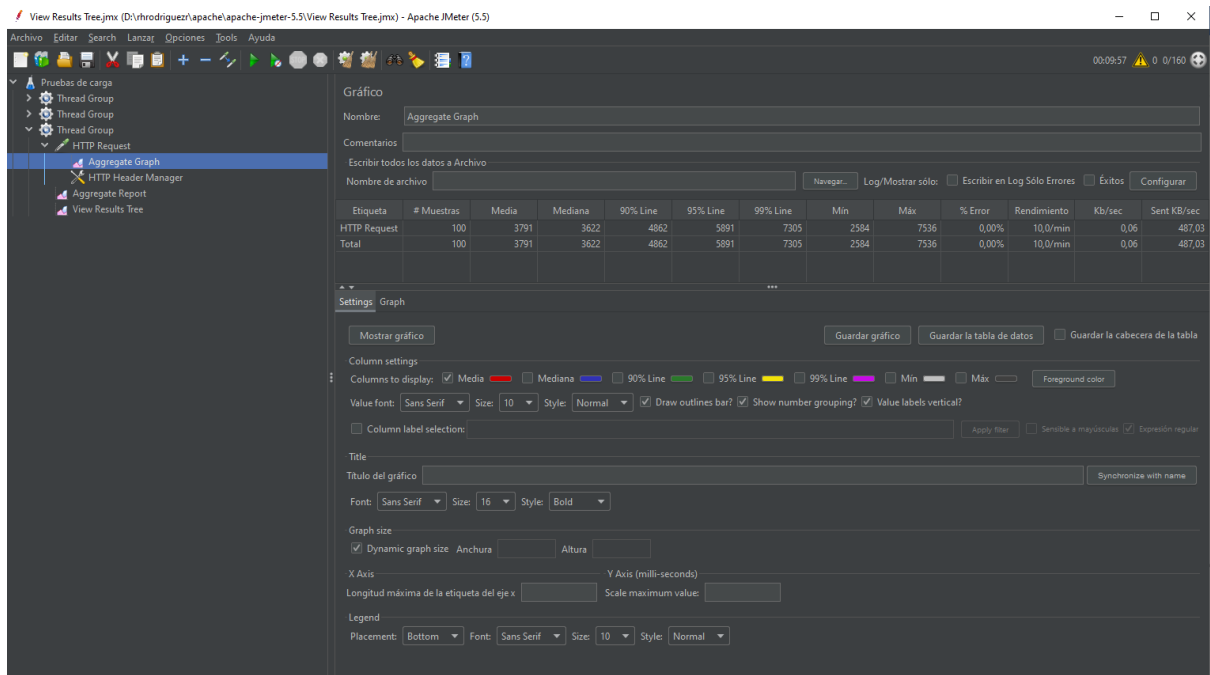 View Results Tree.jmx (D:\rhrodriguezr\apache\apache-jmeter-5.5\View Results Tree.jmx) - Apache JMeter (5.5)
Archivo Editar Search Lanzar Opciones Tools Ayuda
00:09:57 0 0/160
Pruebas de carga
Thread Group
Thread Group
Thread Group
HTTP Request
Aggregate Graph
HTTP Header Manager
Aggregate Report
View Results Tree
Gráfico
Nombre: Aggregate Graph
Comentarios
Escribir todos los datos a Archivo
Nombre de archivo Navegar... Log/Mostrar sólo: Escribir en Log Sólo Errores Éxitos Configurar
Etiqueta # Muestras Media Mediana 90% Line 95% Line 99% Line Mín Máx % Error Rendimiento Kb/sec Sent KB/sec
HTTP Request 100 3791 3622 4862 5891 7305 2584 7536 0,00% 10,0/min 0,06 487,03
Total 100 3791 3622 4862 5891 7305 2584 7536 0,00% 10,0/min 0,06 487,03
Settings Graph
Mostrar gráfico Guardar gráfico Guardar la tabla de datos Guardar la cabecera de la tabla
Column settings
Columns to display: Media Mediana 90% Line 95% Line 99% Line Mín Máx Foreground color
Value font: Sans Serif Size: 10 Style: Normal Draw outlines bar? Show number grouping? Value labels vertical?
Column label selection: Apply filter Sensible a mayúsculas Expresión regular
Title
Título del gráfico Synchronize with name
Font: Sans Serif Size: 16 Style: Bold
Graph size
Dynamic graph size Anchura Altura
X Axis Y Axis (milli-seconds)
Longitud máxima de la etiqueta del eje x Scale maximum value:
Legend
Placement: Bottom Font: Sans Serif Size: 10 Style: Normal